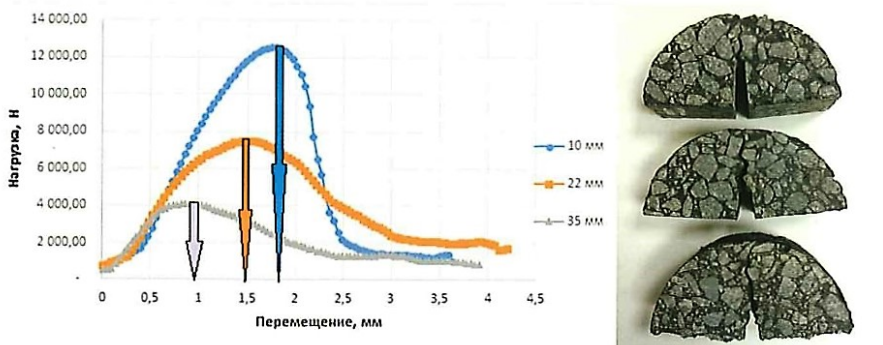 14 000,00
12 000,00
10 000,00
8 000,00
6 000,00
4 000,00
2 000,00
-
Нагрузка, Н
0 0,5 1 1,5 2 2,5 3 3,5 4 4,5
Перемещение, мм
10 мм
22 мм
35 мм